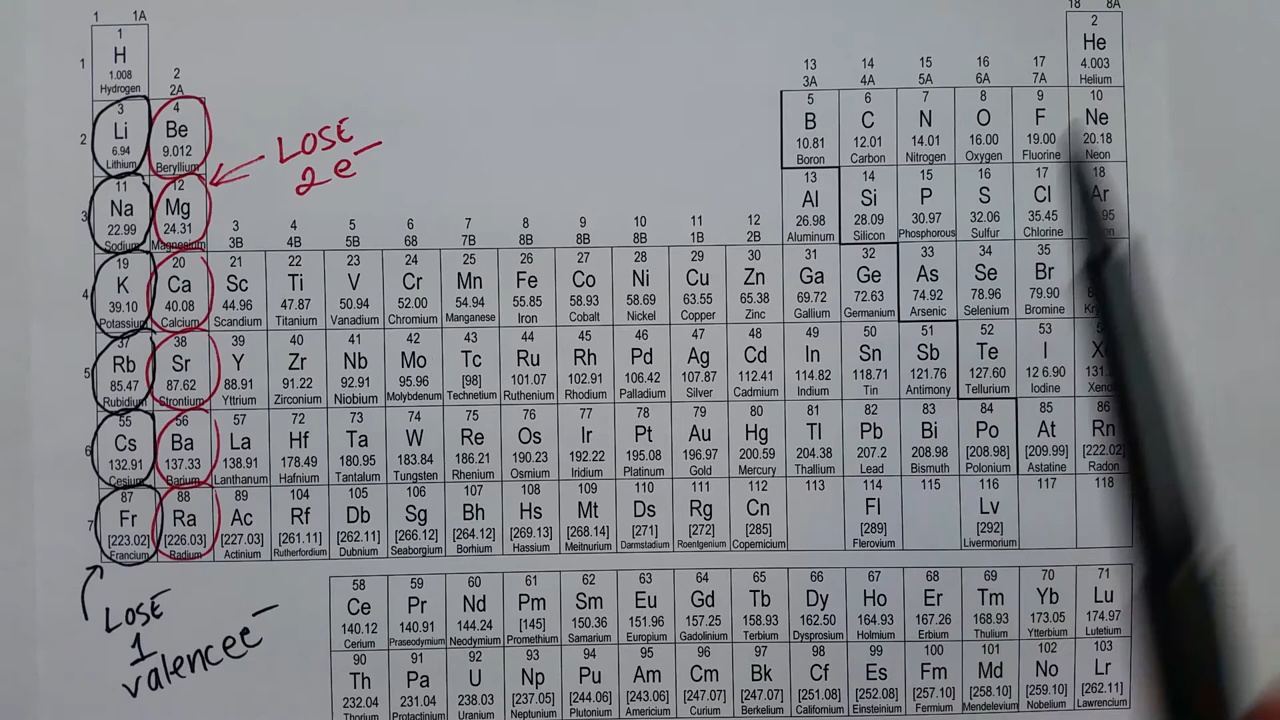 18 8A
1 1A
1 2
H He
1 1.008 13 14 15 16 17 4.003
Hydrogen 2 3A 4A 5A 6A 7A Helium
2A
3 4 5 6 7 8 9 10
Li Be B C N O F Ne
2 6.94 9.012 10.81 12.01 14.01 16.00 19.00 20.18
Lithium Beryllium Boron Carbon Nitrogen Oxygen Fluorine Neon
LOSE
2e-
11 12 13 14 15 16 17 18
Na Mg Al Si P S Cl Ar
3 22.99 24.31 3 4 5 6 7 8 9 10 11 12 26.98 28.09 30.97 32.06 35.45
Sodium Magnesium 3B 4B 5B 68 7B 8B 8B 8B 1B 2B Aluminum Silicon Phosphorous Sulfur Chlorine
19 20 21 22 23 24 25 26 27 28 29 30 31 32 33 34 35
K Ca Sc Ti V Cr Mn Fe Co Ni Cu Zn Ga Ge As Se Br
4 39.10 40.08 44.96 47.87 50.94 52.00 54.94 55.85 58.93 58.69 63.55 65.38 69.72 72.63 74.92 78.96 79.90
Potassium Calcium Scandium Titanium Vanadium Chromium Manganese Iron Cobalt Nickel Copper Zinc Gallium Germanium Arsenic Selenium Bromine
37 38 39 40 41 42 43 44 45 46 47 48 49 50 51 52 53
Rb Sr Y Zr Nb Mo Tc Ru Rh Pd Ag Cd In Sn Sb Te I
5 85.47 87.62 88.91 91.22 92.91 95.96 [98] 101.07 102.91 106.42 107.87 112.41 114.82 118.71 121.76 127.60 12 6.90
Rubidium Strontium Yttrium Zirconium Niobium Molybdenum Technetium Ruthenium Rhodium Palladium Silver Cadmium Indium Tin Antimony Tellurium Iodine
55 56 57 72 73 74 75 76 77 78 79 80 81 82 83 84 85 86
Cs Ba La Hf Ta W Re Os Ir Pt Au Hg Tl Pb Bi Po At Rn
6 132.91 137.33 138.91 178.49 180.95 183.84 186.21 190.23 192.22 195.08 196.97 200.59 204.38 207.2 208.98 [208.98] [209.99] [222.02]
Cesium Barium Lanthanum Hafnium Tantalum Tungsten Rhenium Osmium Iridium Platinum Gold Mercury Thallium Lead Bismuth Polonium Astatine Radon
87 88 89 104 105 106 107 108 109 110 111 112 113 114 115 116 117 118
Fr Ra Ac Rf Db Sg Bh Hs Mt Ds Rg Cn Fl Lv
7 [223.02] [226.03] [227.03] [261.11] [262.11] [266.12] [264.12] [269.13] [268.14] [271] [272] [285] [289] [292]
Francium Radium Actinium Rutherfordium Dubnium Seaborgium Borhium Hassium Meitnurium Darmstadium Roentgenium Copernicium Flerovium Livermorium
LOSE
1
valencee-
58 59 60 61 62 63 64 65 66 67 68 69 70 71
Ce Pr Nd Pm Sm Eu Gd Tb Dy Ho Er Tm Yb Lu
140.12 140.91 144.24 [145] 150.36 151.96 157.25 158.93 162.50 164.93 167.26 168.93 173.05 174.97
Cerium Praseodymium Neodymium Promethium Samarium Europium Gadolinium Terbium Dysprosium Holmium Erbium Thulium Ytterbium Lutetium
90 91 92 93 94 95 96 97 98 99 100 101 102 103
Th Pa U Np Pu Am Cm Bk Cf Es Fm Md No Lr
232.04 231.04 238.03 [237.05] [244.06] [243.06] [247.07] [247.07] [251.08] [252.08] [257.10] [258.10] [259.10] [262.11]
Thorium Protactinium Uranium Neptunium Plutonium Americium Curium Berkelium Californium Einsteinium Fermium Mendelevium Nobelium Lawrencium